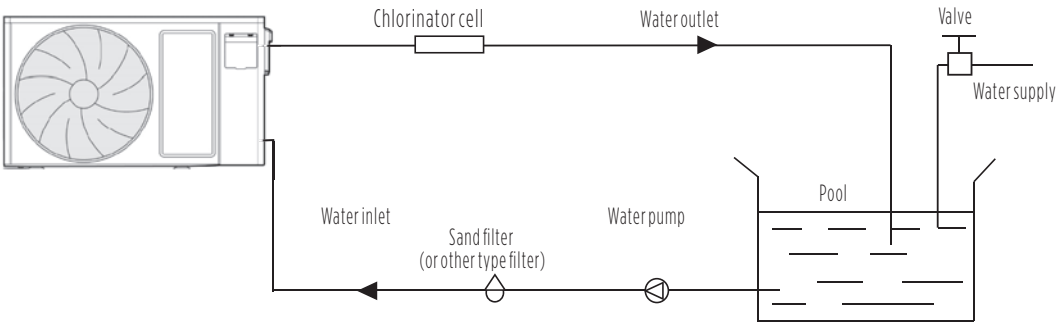 Chlorinator cell
Water outlet
Valve
Water supply
Pool
Water inlet
Water pump
Sand filter
(or other type filter)